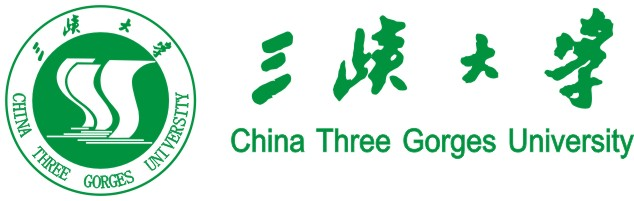 三峡大学
CHINA THREE GORGES UNIVERSITY
三峡大学
China Three Gorges University